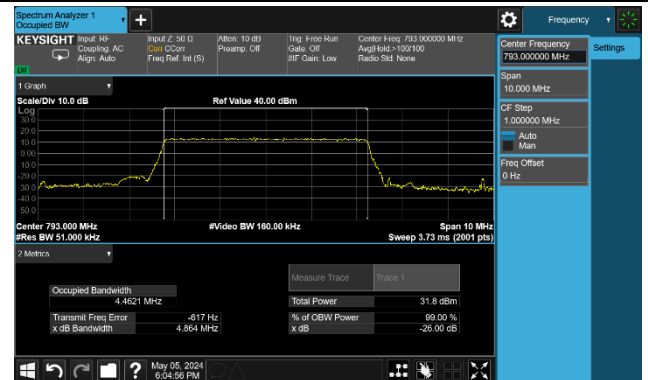 Spectrum Analyzer 1
Occupied BW
KEYSIGHT
Input: RF
Coupling: AC
Align: Auto
Input Z: 50 Ω
Corr CCorr
Freq Ref: Int (S)
Atten: 10 dB
Preamp: Off
Trig: Free Run
Gate: Off
#IF Gain: Low
Center Freq: 793.000000 MHz
Avg|Hold:>100/100
Radio Std: None
LXI
1 Graph
Scale/Div 10.0 dB
Ref Value 40.00 dBm
Log
30.0
20.0
10.0
0.00
-10.0
-20.0
-30.0
-40.0
-50.0
Center 793.000 MHz
#Res BW 51.000 kHz
#Video BW 160.00 kHz
Span 10 MHz
Sweep 3.73 ms (2001 pts)
2 Metrics
Measure Trace
Trace 1
Occupied Bandwidth
4.4621 MHz
Total Power
31.8 dBm
Transmit Freq Error
-617 Hz
% of OBW Power
99.00 %
x dB Bandwidth
4.864 MHz
x dB
-26.00 dB
?
May 05, 2024
6:04:56 PM
Frequency
Settings
Center Frequency
793.000000 MHz
Span
10.000 MHz
CF Step
1.000000 MHz
Auto
Man
Freq Offset
0 Hz